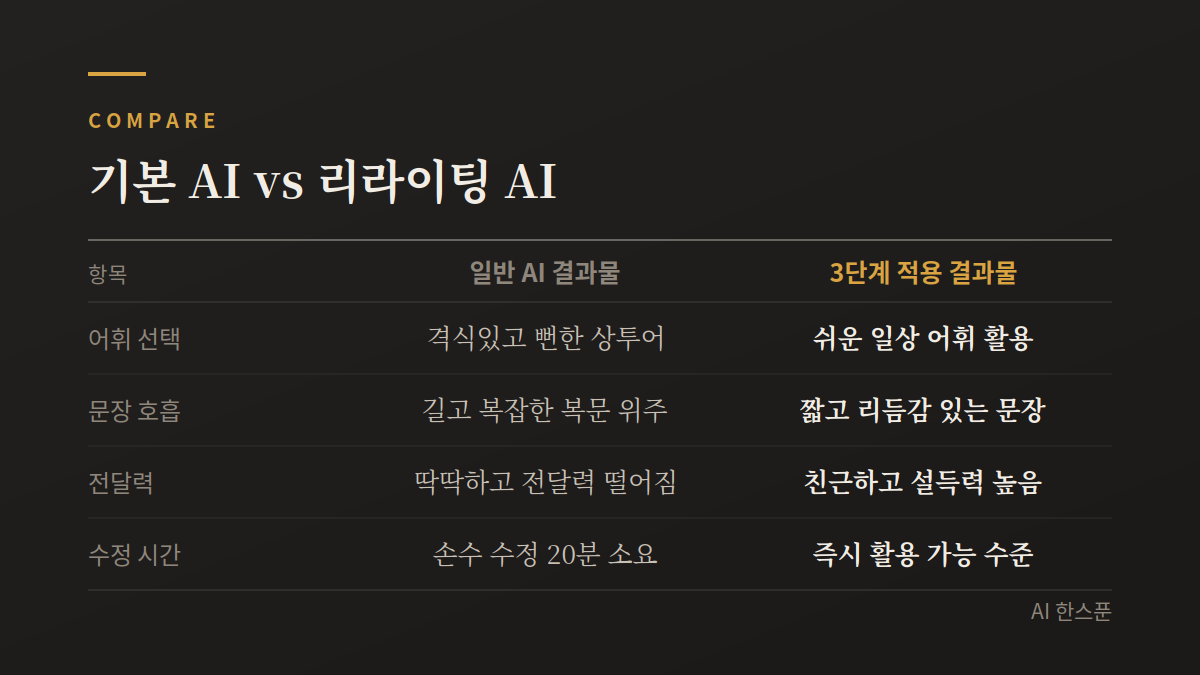 COMPARE
기본 AI vs 리라이팅 AI
항목 일반 AI 결과물 3단계 적용 결과물
어휘 선택 격식있고 뻔한 상투어 쉬운 일상 어휘 활용
문장 호흡 길고 복잡한 복문 위주 짧고 리듬감 있는 문장
전달력 딱딱하고 전달력 떨어짐 친근하고 설득력 높음
수정 시간 손수 수정 20분 소요 즉시 활용 가능 수준
AI 한스푼